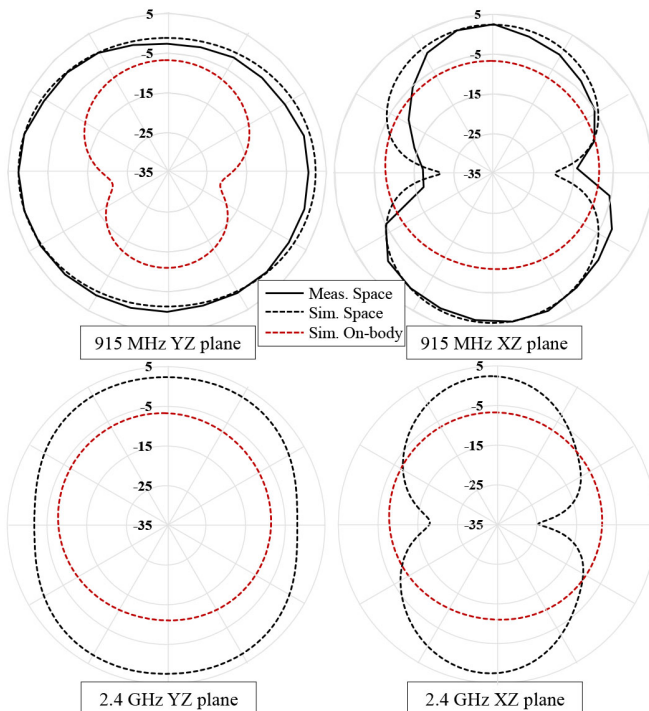 5
-5
-15
-25
-35
5
-5
-15
-25
-35
Meas. Space
Sim. Space
Sim. On-body
915 MHz YZ plane
915 MHz XZ plane
5
-5
-15
-25
-35
5
-5
-15
-25
-35
2.4 GHz YZ plane
2.4 GHz XZ plane